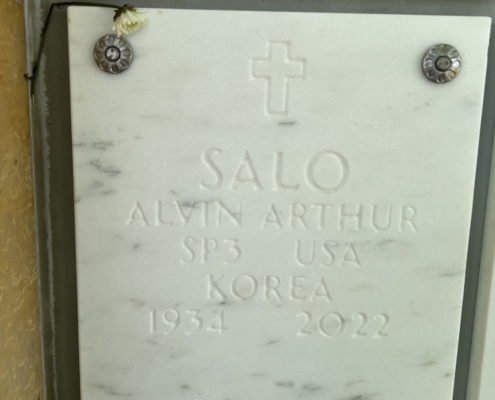 SALO
ALVIN ARTHUR
SP3 USA
KOREA
1934 2022